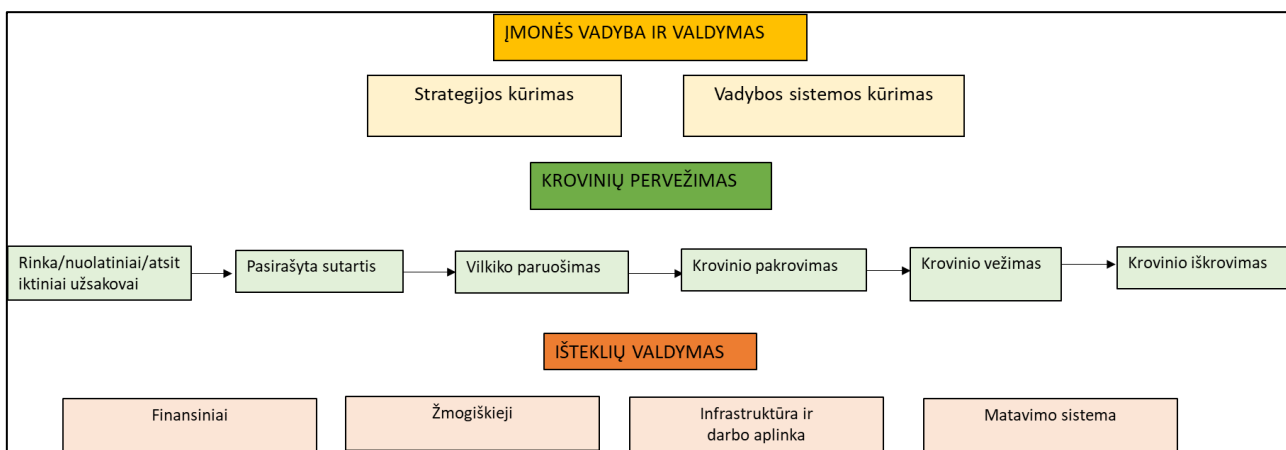 ĮMONĖS VADYBA IR VALDYMAS
Strategijos kūrimas
Vadybos sistemos kūrimas
KROVINIŲ PERVEŽIMAS
Rinka/nuolatiniai/atsit
iktiniai užsakovai
Pasirašyta sutartis
Vilkiko paruošimas
Krovinio pakrovimas
Krovinio vežimas
Krovinio iškrovimas
IŠTEKLIŲ VALDYMAS
Finansiniai
Žmogiškieji
Infrastruktūra ir
darbo aplinka
Matavimo sistema